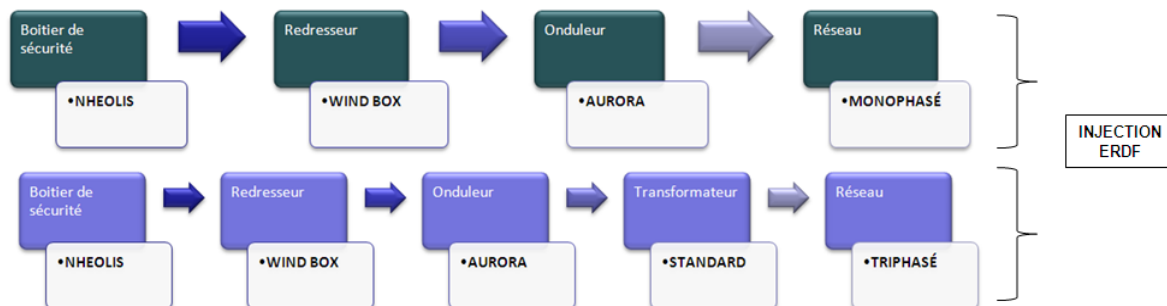 Boitier de
sécurité
Redresseur
Onduleur
Réseau
•NHEOLIS
•WIND BOX
•AURORA
•MONOPHASÉ
INJECTION
ERDF
Boitier de
sécurité
Redresseur
Onduleur
Transformateur
Réseau
•NHEOLIS
•WIND BOX
•AURORA
•STANDARD
•TRIPHASÉ